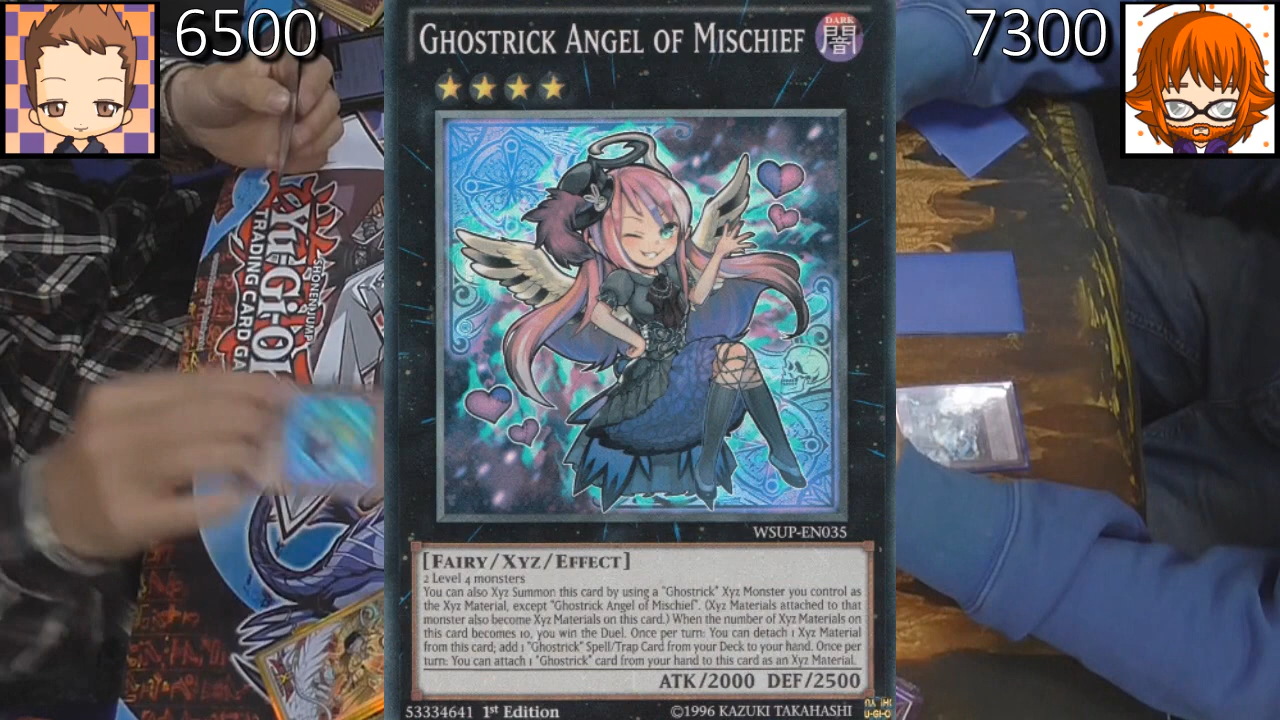 6500
7300
GHOSTRICK ANGEL OF MISCHIEF
DARK
闇
WSUP-EN035
[FAIRY/XYZ/EFFECT]
2 Level 4 monsters
You can also Xyz Summon this card by using a "Ghostrick" Xyz Monster you control as
the Xyz Material, except "Ghostrick Angel of Mischief". (Xyz Materials attached to that
monster also become Xyz Materials on this card.) When the number of Xyz Materials on
this card becomes 10, you win the Duel. Once per turn: You can detach 1 Xyz Material
from this card; add 1 "Ghostrick" Spell/Trap Card from your Deck to your hand. Once per
turn: You can attach 1 "Ghostrick" card from your hand to this card as an Xyz Material.
ATK/2000 DEF/2500
53334641 1st Edition
©1996 KAZUKI TAKAHASHI
SHONEN JUMP
Yu-Gi-O
TRADING CARD GA